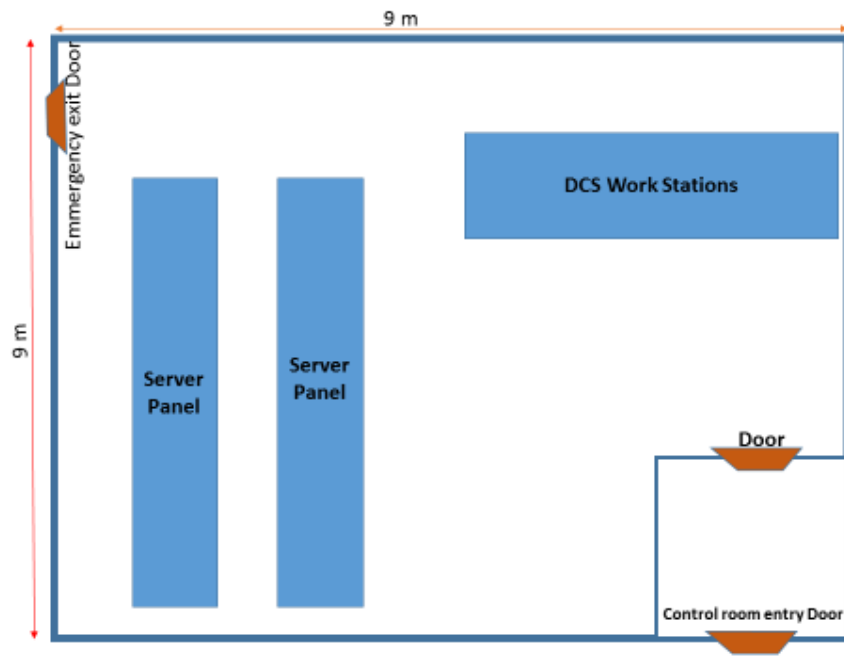 9 m
Emmergency exit Door
DCS Work Stations
9 m
Server
Panel
Server
Panel
Door
Control room entry Door